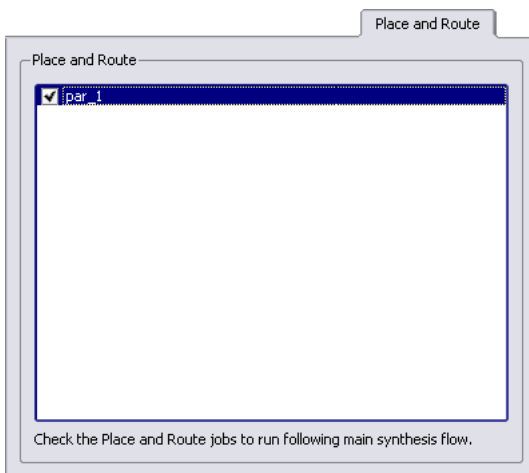 Place and Route
Place and Route
par_1
Check the Place and Route jobs to run following main synthesis flow.